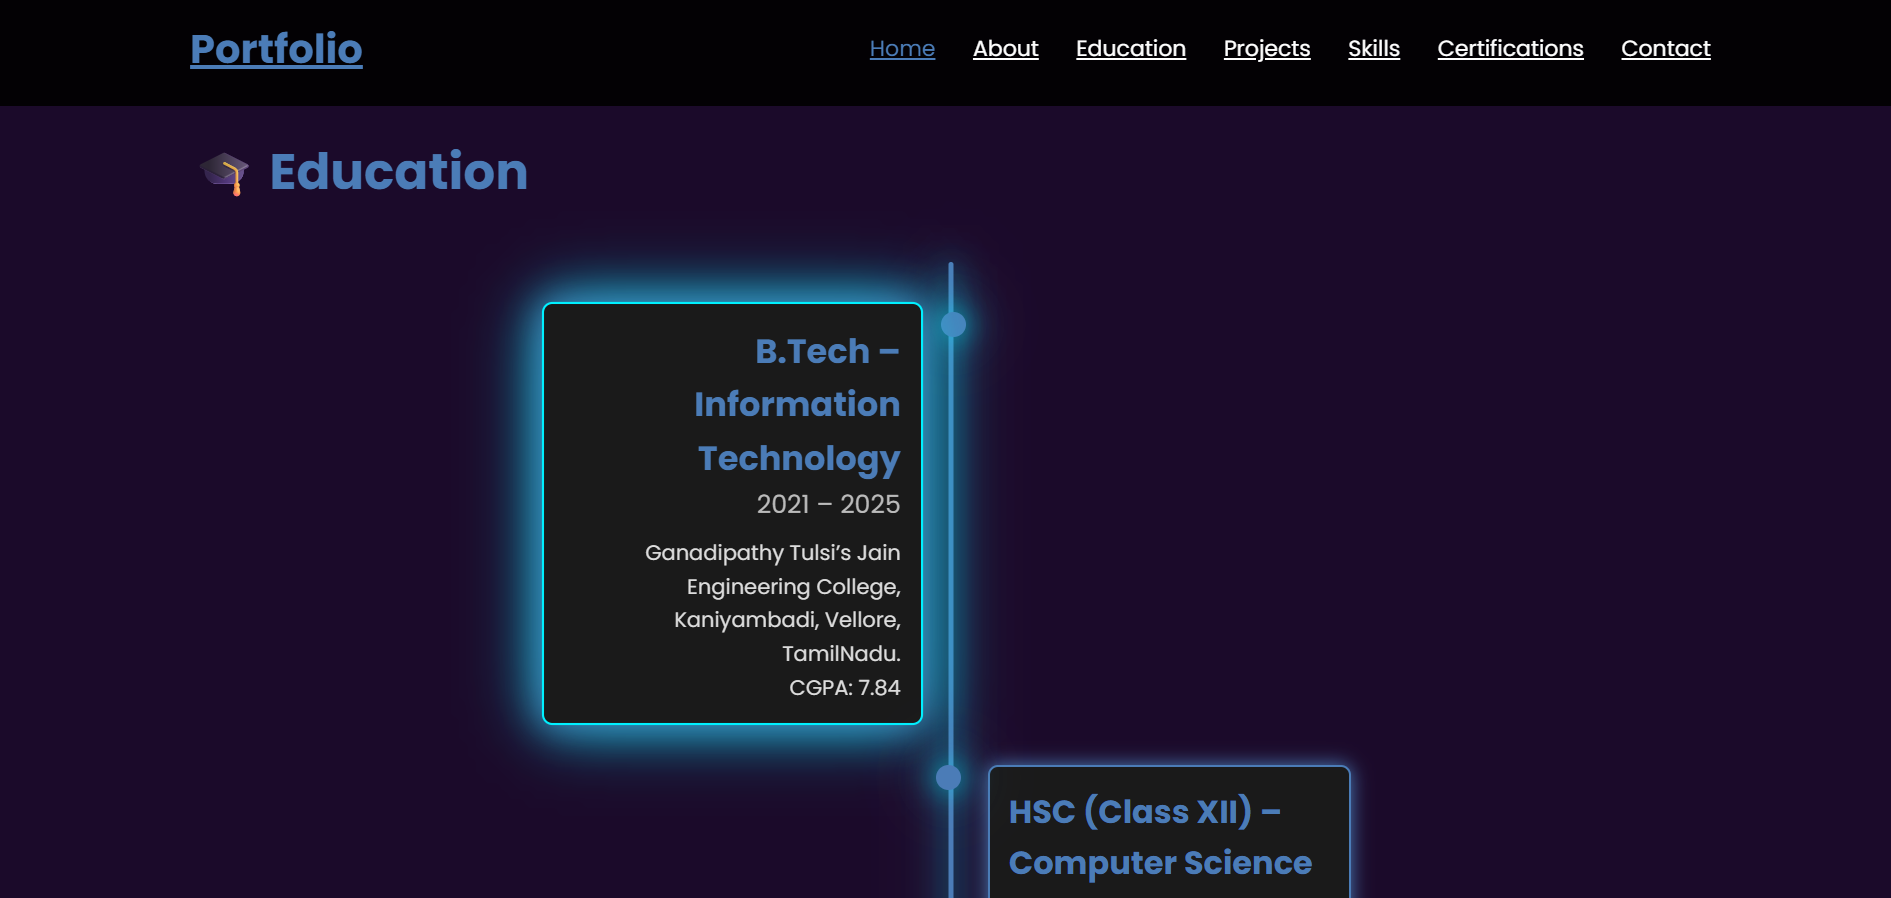 Portfolio
Home About Education Projects Skills Certifications Contact
Education
B.Tech –
Information
Technology
2021 – 2025
Ganadipathy Tulsi’s Jain
Engineering College,
Kaniyambadi, Vellore,
TamilNadu.
CGPA: 7.84
HSC (Class XII) –
Computer Science